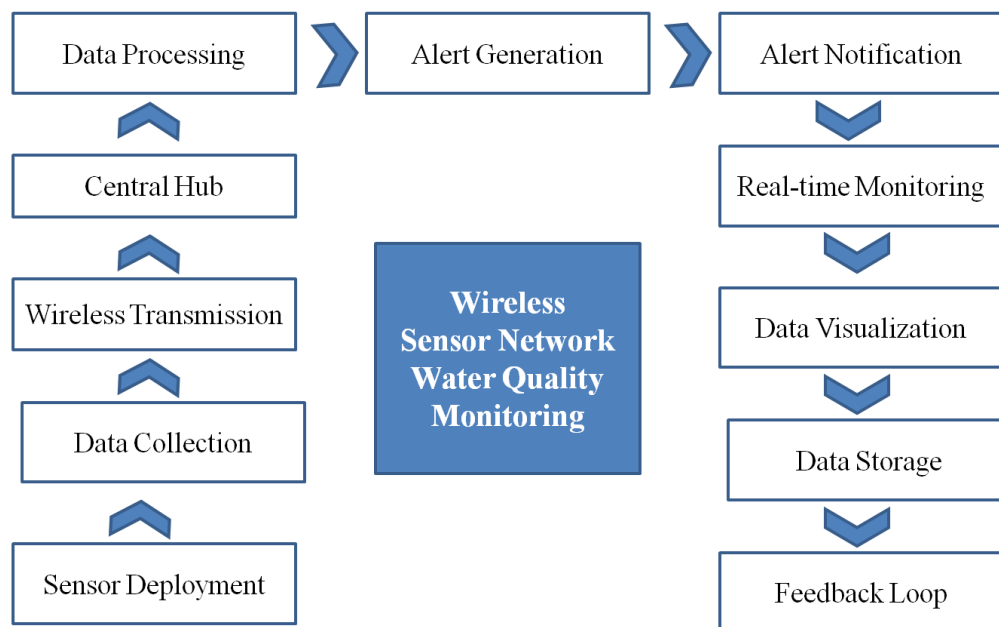 Data Processing
Alert Generation
Alert Notification
Central Hub
Real-time Monitoring
Wireless Transmission
Wireless
Sensor Network
Water Quality
Monitoring
Data Visualization
Data Collection
Data Storage
Sensor Deployment
Feedback Loop